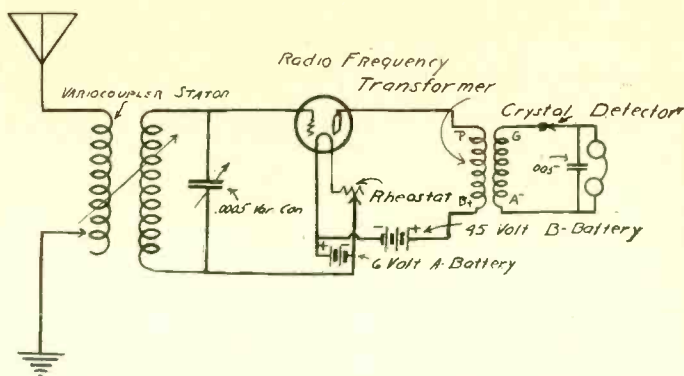 Radio Frequency
Transformer
VARIOCOUPLER STATOR
Crystal Detector
P
G
.005
.0005 Var Con
Rheostat
B+
A-
- +
45 Volt B-Battery
+ -
6 Volt A-Battery